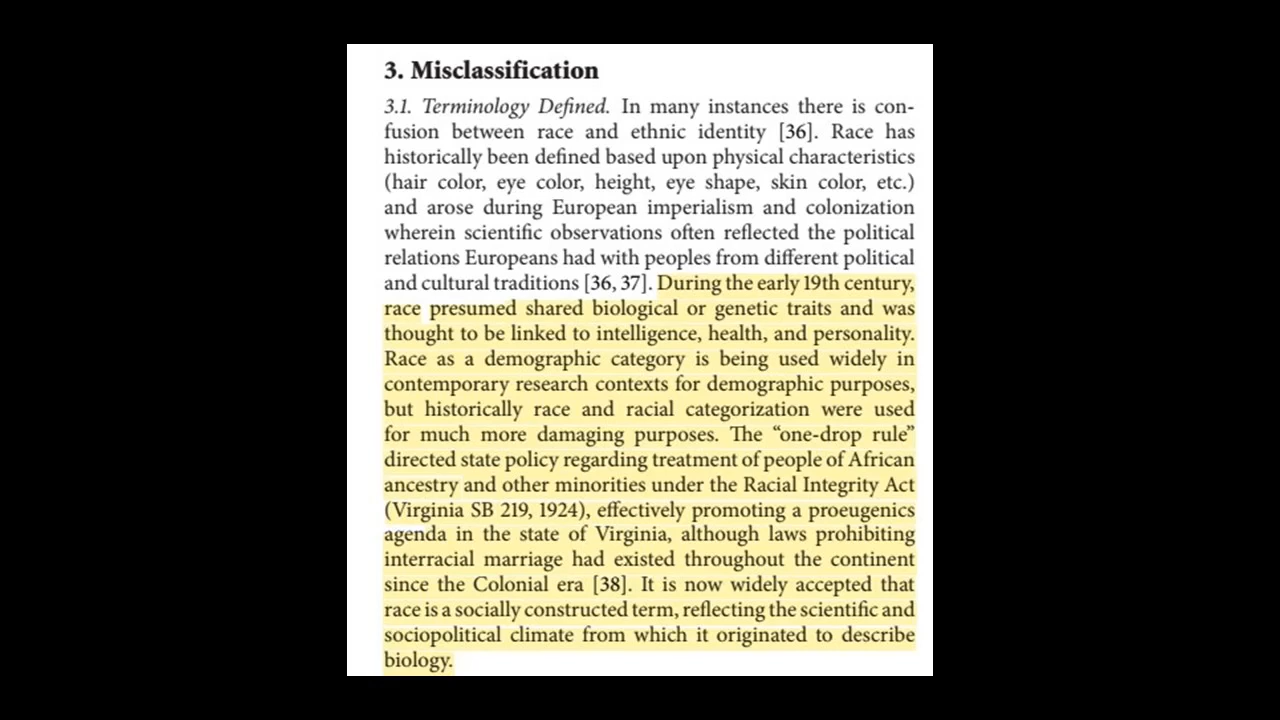 3. Misclassification
3.1. Terminology Defined. In many instances there is con-
fusion between race and ethnic identity [36]. Race has
historically been defined based upon physical characteristics
(hair color, eye color, height, eye shape, skin color, etc.)
and arose during European imperialism and colonization
wherein scientific observations often reflected the political
relations Europeans had with peoples from different political
and cultural traditions [36, 37]. During the early 19th century,
race presumed shared biological or genetic traits and was
thought to be linked to intelligence, health, and personality.
Race as a demographic category is being used widely in
contemporary research contexts for demographic purposes,
but historically race and racial categorization were used
for much more damaging purposes. The “one-drop rule”
directed state policy regarding treatment of people of African
ancestry and other minorities under the Racial Integrity Act
(Virginia SB 219, 1924), effectively promoting a proeugenics
agenda in the state of Virginia, although laws prohibiting
interracial marriage had existed throughout the continent
since the Colonial era [38]. It is now widely accepted that
race is a socially constructed term, reflecting the scientific and
sociopolitical climate from which it originated to describe
biology.